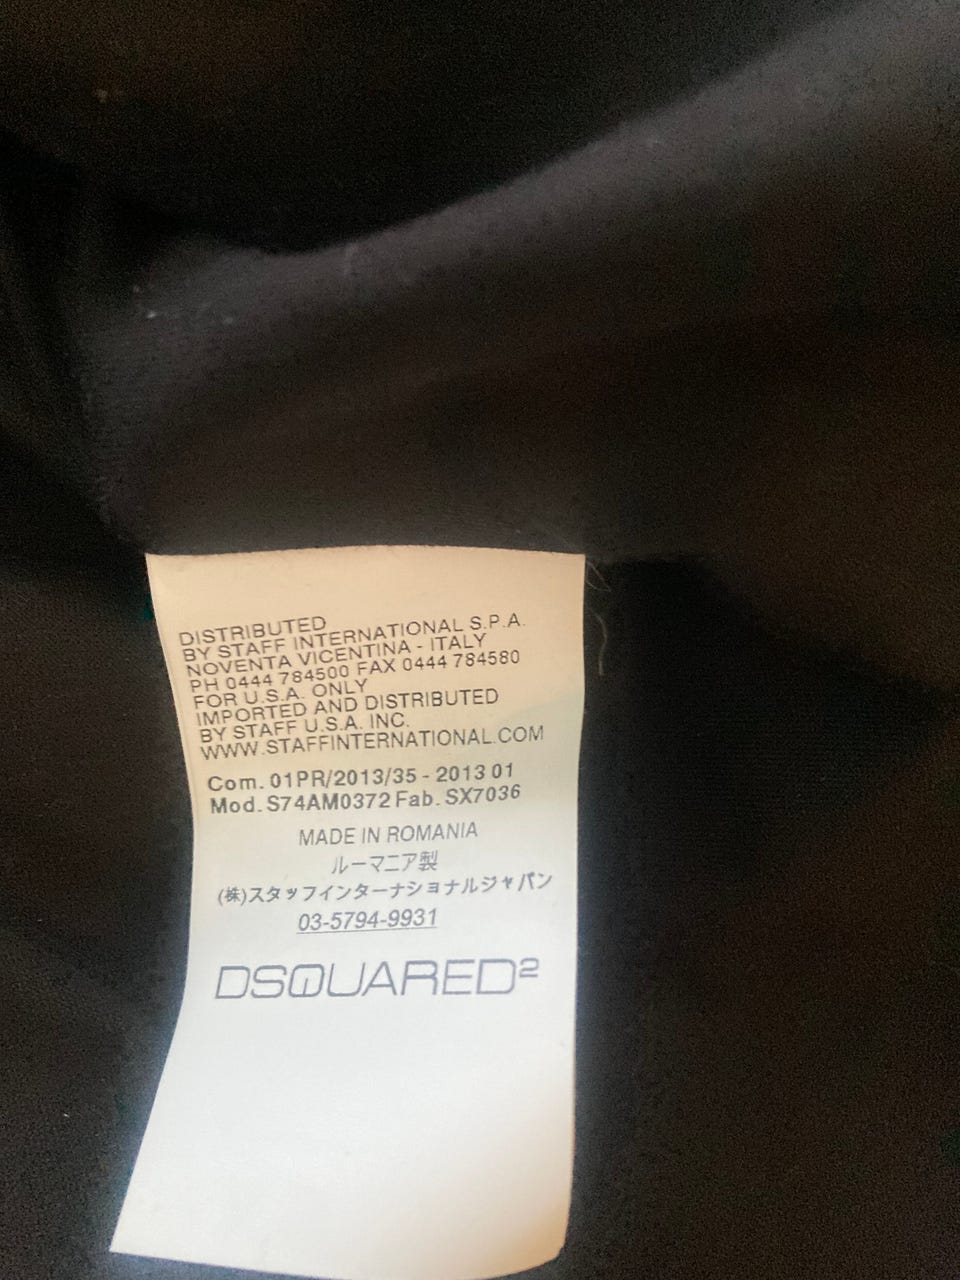 DISTRIBUTED
BY STAFF INTERNATIONAL S.P.A.
NOVENTA VICENTINA - ITALY
PH 0444 784500 FAX 0444 784580
FOR U.S.A. ONLY
IMPORTED AND DISTRIBUTED
BY STAFF U.S.A. INC.
WWW.STAFFINTERNATIONAL.COM
Com. 01PR/2013/35 - 2013 01
Mod. S74AM0372 Fab. SX7036
MADE IN ROMANIA
ルーマニア製
(株)スタッフインターナショナルジャパン
03-5794-9931
DSQUARED²